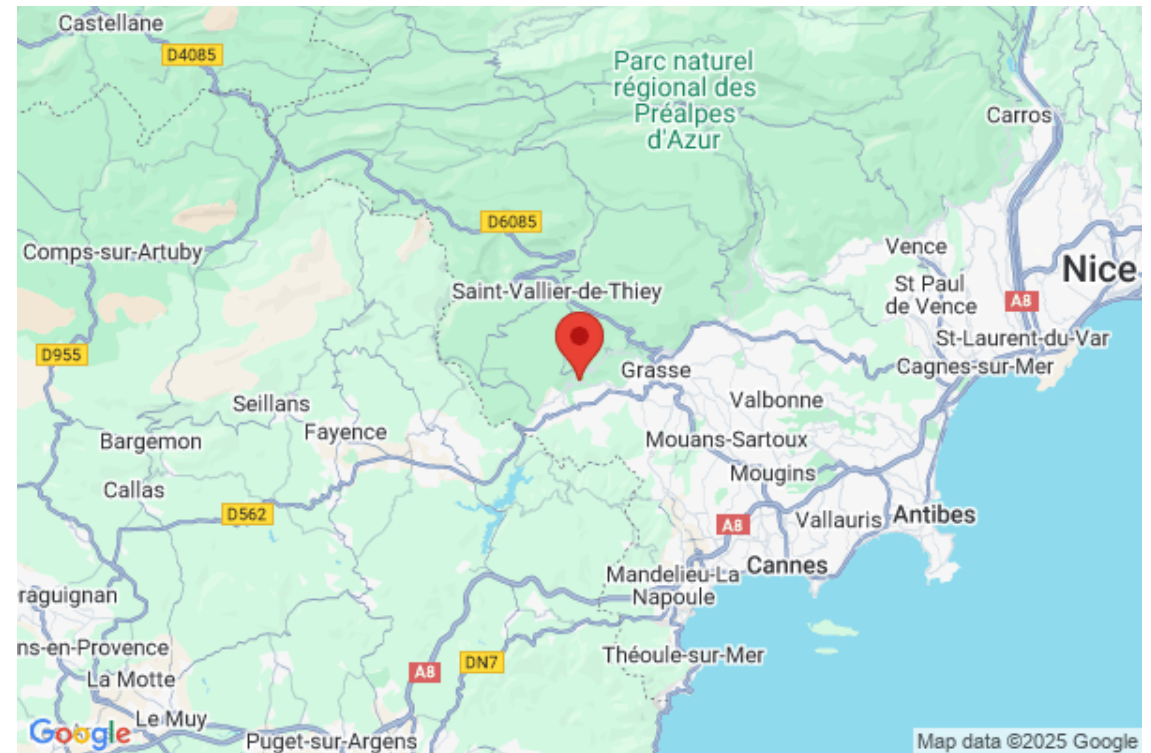 Castellane
D4085
Parc naturel
régional des
Préalpes
d'Azur
Carros
D6085
Comps-sur-Artuby
Vence
Nice
St Paul
de Vence
A8
Saint-Vallier-de-Thiey
St-Laurent-du-Var
D955
Grasse
Cagnes-sur-Mer
Seillans
Valbonne
Fayence
Bargemon
Mouans-Sartoux
Mougins
Callas
D562
A8
Vallauris
Antibes
Mandelieu-La
Napoule
Cannes
raguignan
ns-en-Provence
Théoule-sur-Mer
La Motte
A8
DN7
Le Muy
Google
Puget-sur-Argens
Map data ©2025 Google